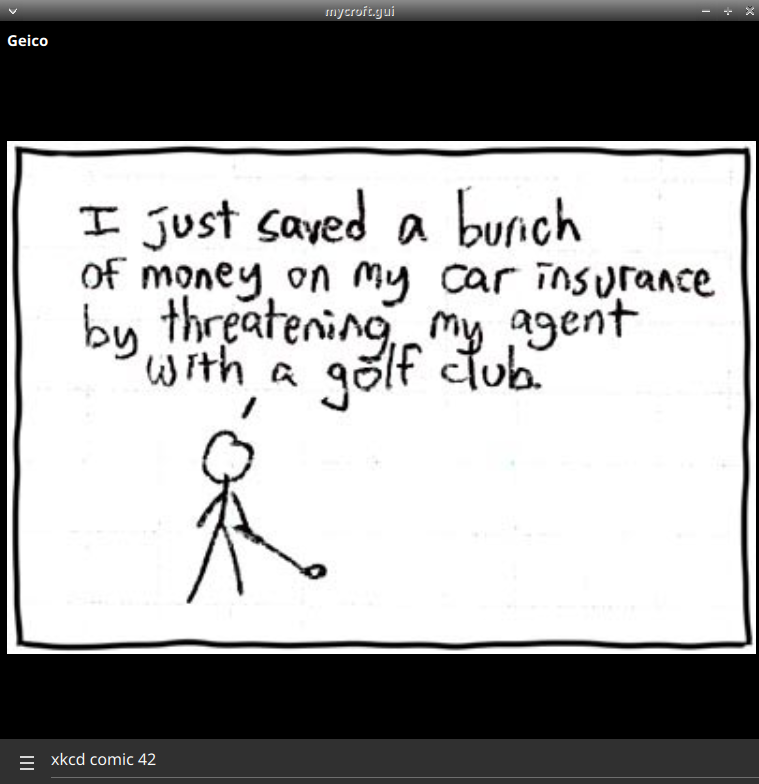 mycroft.gui
Geico
I just saved a bunch
of money on my car insurance
by threatening my agent
with a golf club.
xkcd comic 42